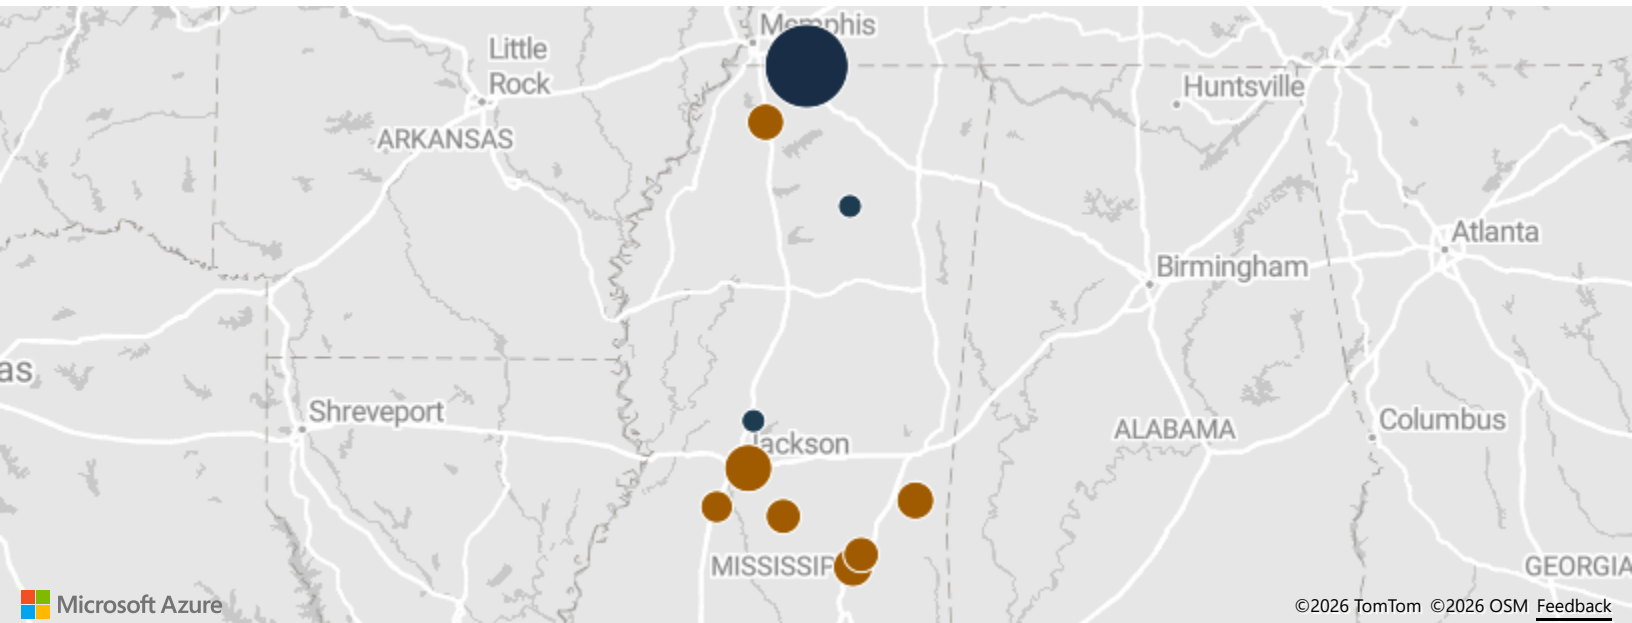 Memphis
Little
Rock
Huntsville
ARKANSAS
Atlanta
Birmingham
as
Shreveport
Columbus
ALABAMA
Jackson
MISSISSIP
GEORGIA
Microsoft Azure
©2026 TomTom ©2026 OSM Feedback